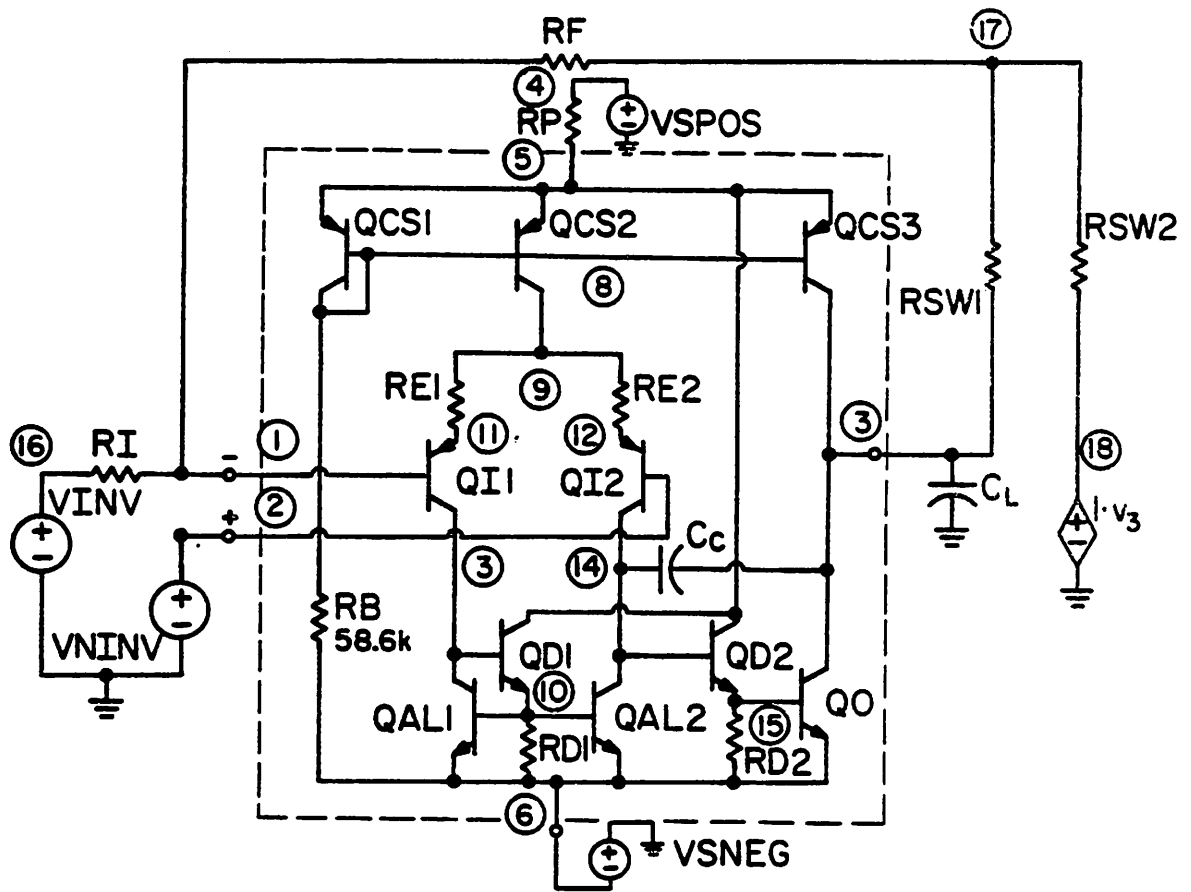 RF
17
4
RP
VSPOS
5
QCS1
QCS2
QCS3
RSW2
8
RSW1
RE1
9
RE2
3
16
RI
1
-
11
12
18
VINV
QI1
QI2
CL
1·v3
2
+
3
14
Cc
RB
58.6k
VNINV
QD1
QD2
10
QAL1
QAL2
QO
RD1
15
RD2
6
VSNEG